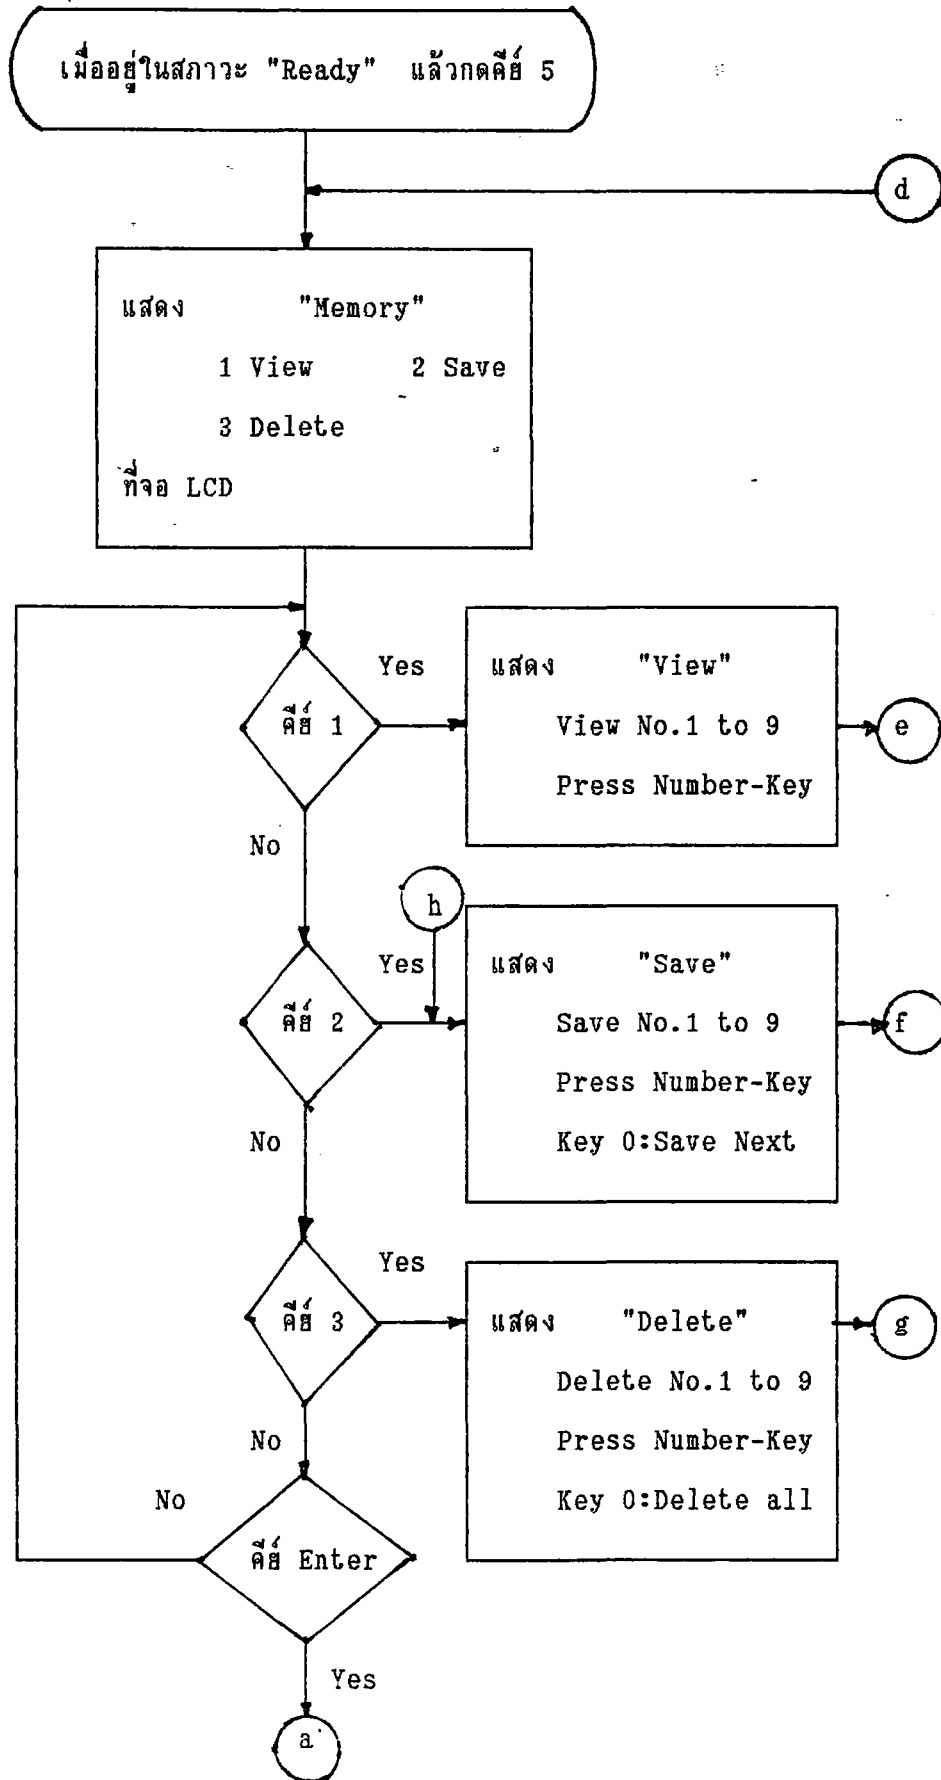 เมื่ออยู่ในสภาวะ "Ready" แล้วกดคีย์ 5
d
แสดง "Memory"
1 View 2 Save
3 Delete
ที่จอ LCD
Yes
คีย์ 1
แสดง "View"
View No.1 to 9
Press Number-Key
e
No
h
Yes
คีย์ 2
แสดง "Save"
Save No.1 to 9
Press Number-Key
Key 0:Save Next
f
No
Yes
คีย์ 3
แสดง "Delete"
Delete No.1 to 9
Press Number-Key
Key 0:Delete all
g
No
No
คีย์ Enter
Yes
a